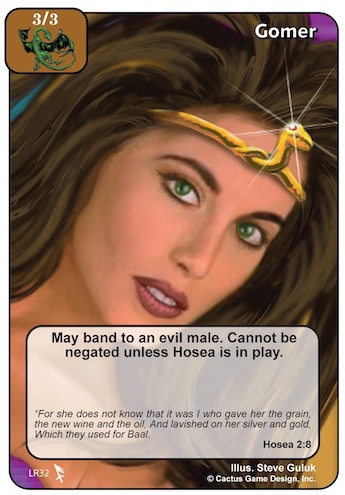 3/3
Gomer
May band to an evil male. Cannot be
negated unless Hosea is in play.
“For she does not know that it was I who gave her the grain,
the new wine and the oil, And lavished on her silver and gold,
Which they used for Baal.
Hosea 2:8
LR32
Illus. Steve Guluk
© Cactus Game Design, Inc.